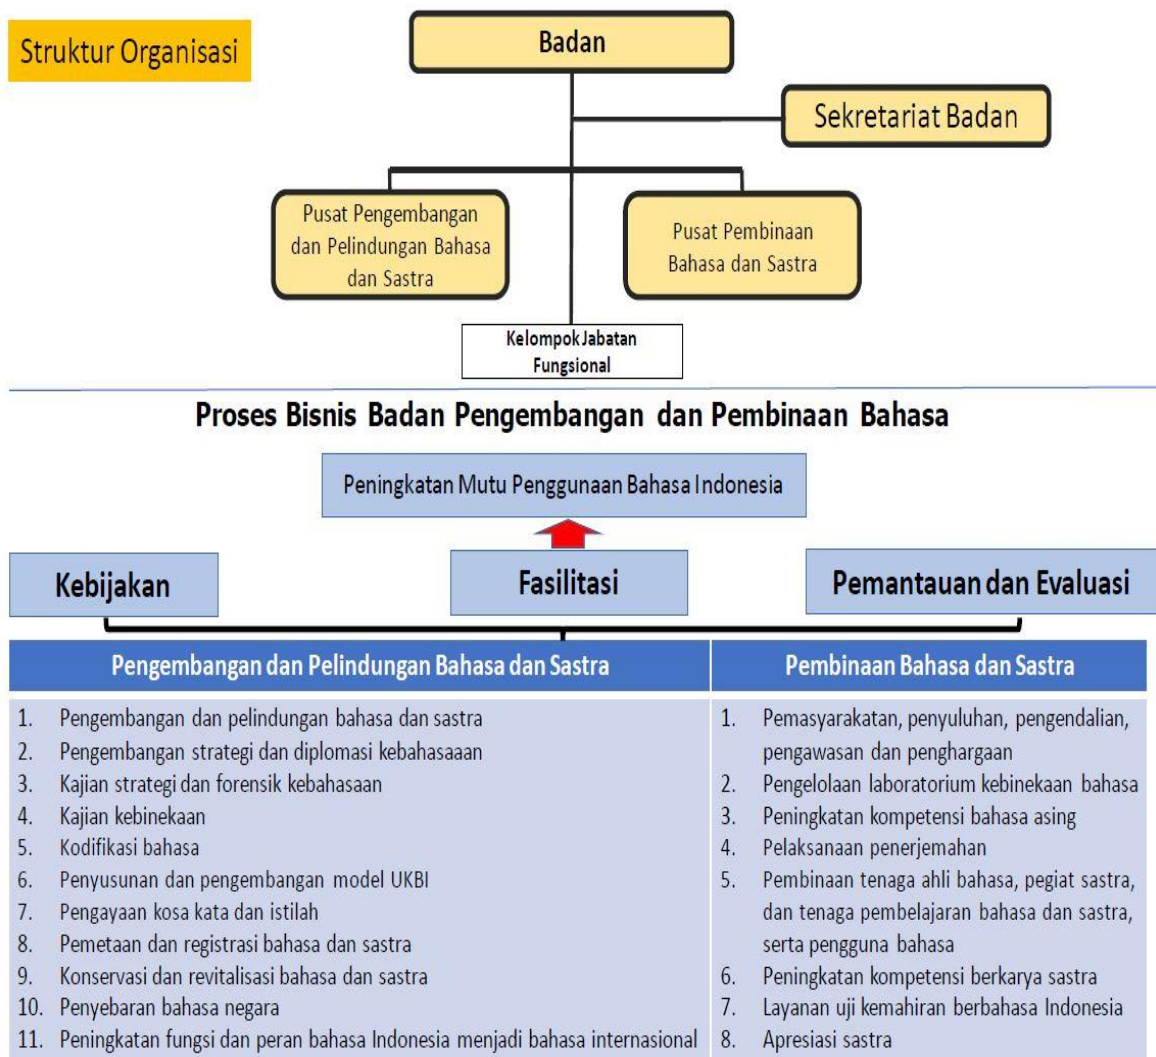 Struktur Organisasi
Badan
Sekretariat Badan
Pusat Pengembangan
dan Pelindungan Bahasa
dan Sastra
Pusat Pembinaan
Bahasa dan Sastra
Kelompok Jabatan
Fungsional
Proses Bisnis Badan Pengembangan dan Pembinaan Bahasa
Peningkatan Mutu Penggunaan Bahasa Indonesia
Kebijakan
Fasilitasi
Pemantauan dan Evaluasi
Pengembangan dan Pelindungan Bahasa dan Sastra
1. Pengembangan dan pelindungan bahasa dan sastra
2. Pengembangan strategi dan diplomasi kebahasaaan
3. Kajian strategi dan forensik kebahasaan
4. Kajian kebinekaan
5. Kodifikasi bahasa
6. Penyusunan dan pengembangan model UKBI
7. Pengayaan kosa kata dan istilah
8. Pemetaan dan registrasi bahasa dan sastra
9. Konservasi dan revitalisasi bahasa dan sastra
10. Penyebaran bahasa negara
11. Peningkatan fungsi dan peran bahasa Indonesia menjadi bahasa internasional
Pembinaan Bahasa dan Sastra
1. Pemasyarakatan, penyuluhan, pengendalian,
pengawasan dan penghargaan
2. Pengelolaan laboratorium kebinekaan bahasa
3. Peningkatan kompetensi bahasa asing
4. Pelaksanaan penerjemahan
5. Pembinaan tenaga ahli bahasa, pegiat sastra,
dan tenaga pembelajaran bahasa dan sastra,
serta pengguna bahasa
6. Peningkatan kompetensi berkarya sastra
7. Layanan uji kemahiran berbahasa Indonesia
8. Apresiasi sastra